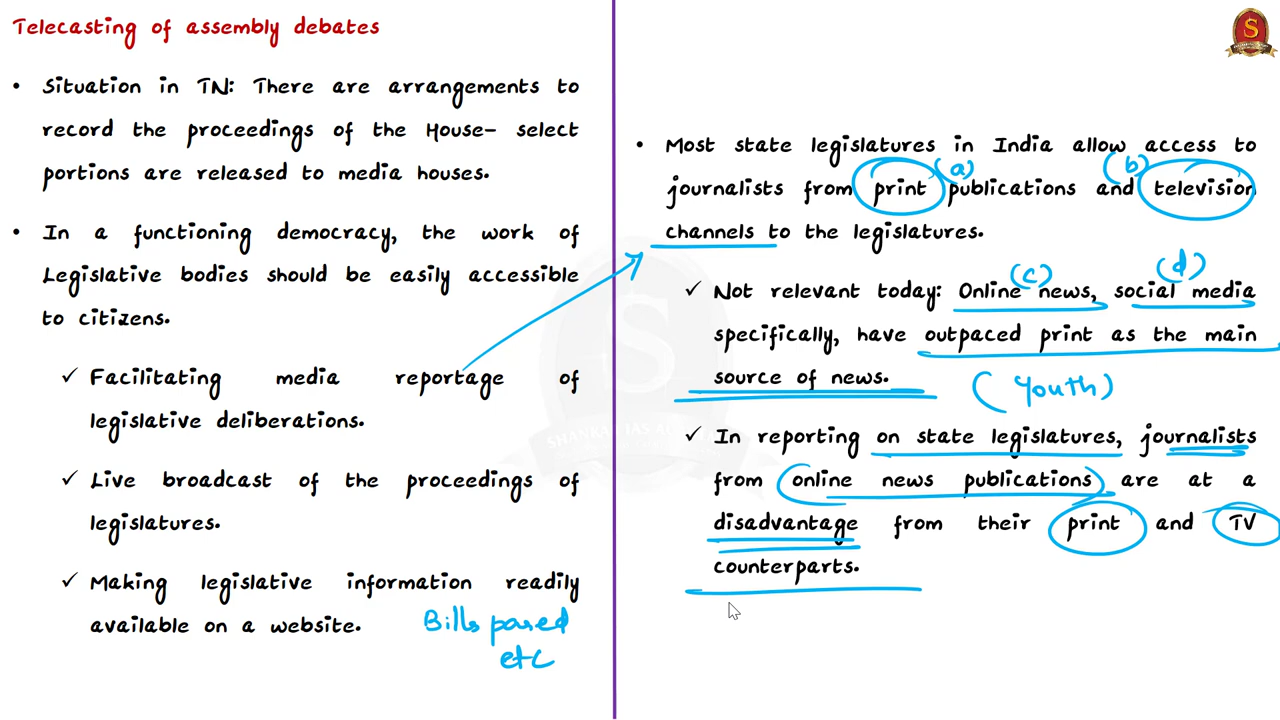 Telecasting of assembly debates
• Situation in TN: There are arrangements to
record the proceedings of the House- select
portions are released to media houses.
• In a functioning democracy, the work of
Legislative bodies should be easily accessible
to citizens.
✓ Facilitating media reportage of
legislative deliberations.
✓ Live broadcast of the proceedings of
legislatures.
✓ Making legislative information readily
available on a website.
Bills passed
etc
• Most state legislatures in India allow access to
(a) (b)
journalists from print publications and television
channels to the legislatures.
(c) (d)
✓ Not relevant today: Online news, social media
specifically, have outpaced print as the main
source of news. (Youth)
✓ In reporting on state legislatures, journalists
from online news publications are at a
disadvantage from their print and TV
counterparts.
S